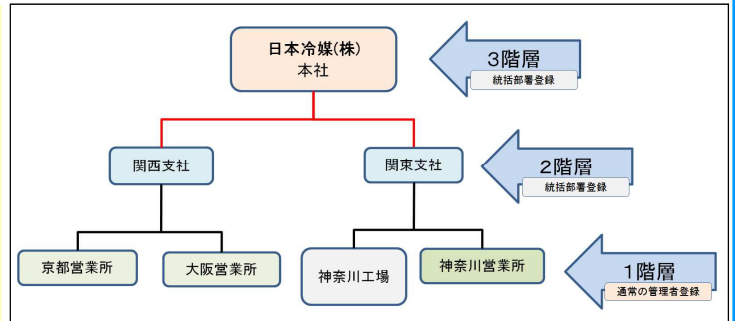 日本冷媒(株)
本社
3階層
統括部署登録
関西支社
関東支社
2階層
統括部署登録
京都営業所
大阪営業所
神奈川工場
神奈川営業所
1階層
通常の管理者登録